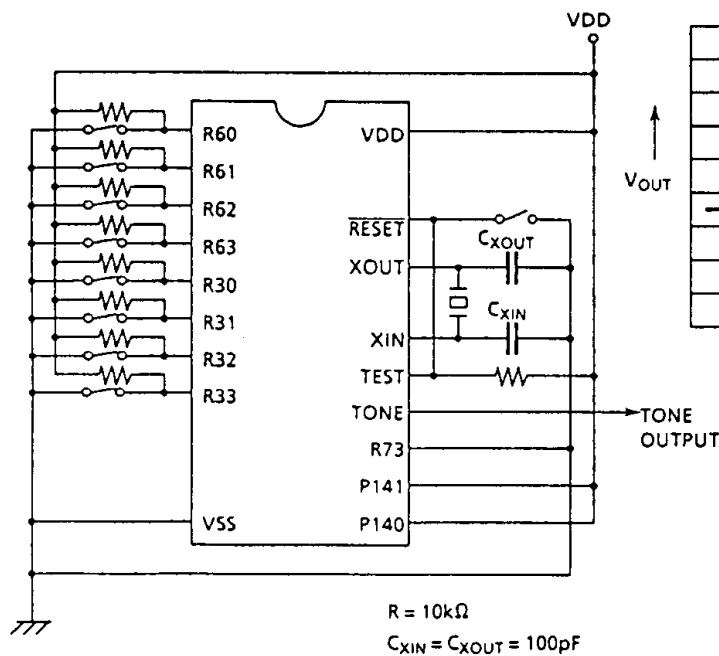 VDD
R60
R61
R62
R63
R30
R31
R32
R33
VSS
VDD
RESET
XOUT
XIN
TEST
TONE
R73
P141
P140
CXOUT
CXIN
TONE
OUTPUT
VOUT
R = 10kΩ
CXIN = CXOUT = 100pF